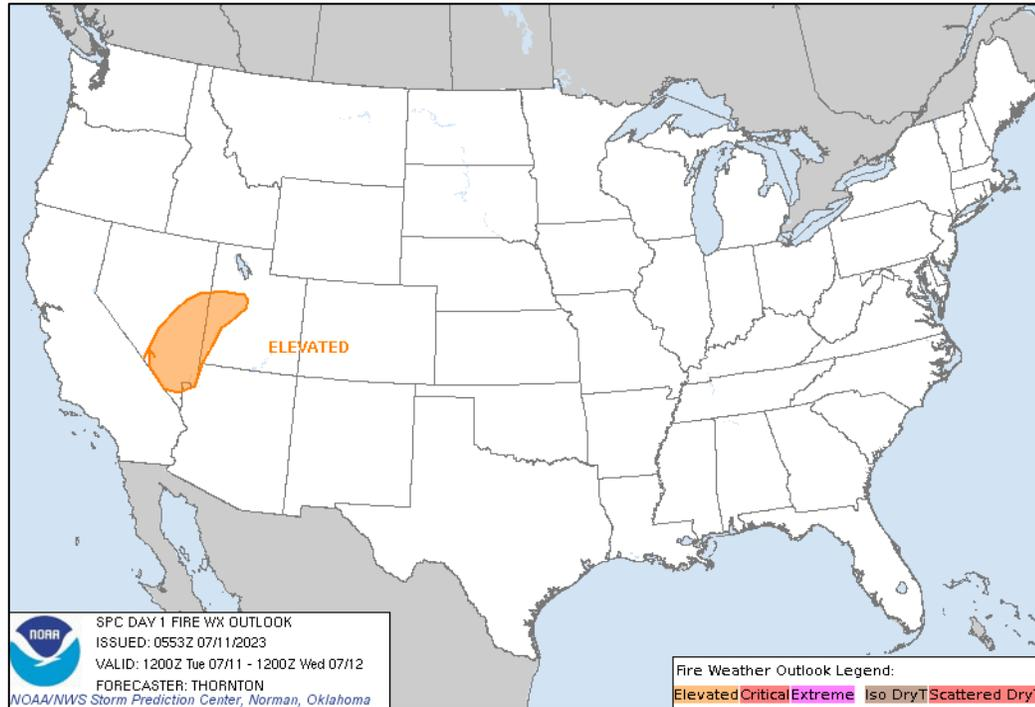 ELEVATED
NOAA
SPC DAY 1 FIRE WX OUTLOOK
ISSUED: 0553Z 07/11/2023
VALID: 1200Z Tue 07/11 - 1200Z Wed 07/12
FORECASTER: THORNTON
NOAA/NWS Storm Prediction Center, Norman, Oklahoma
Fire Weather Outlook Legend:
Elevated Critical Extreme Iso DryT Scattered Dry